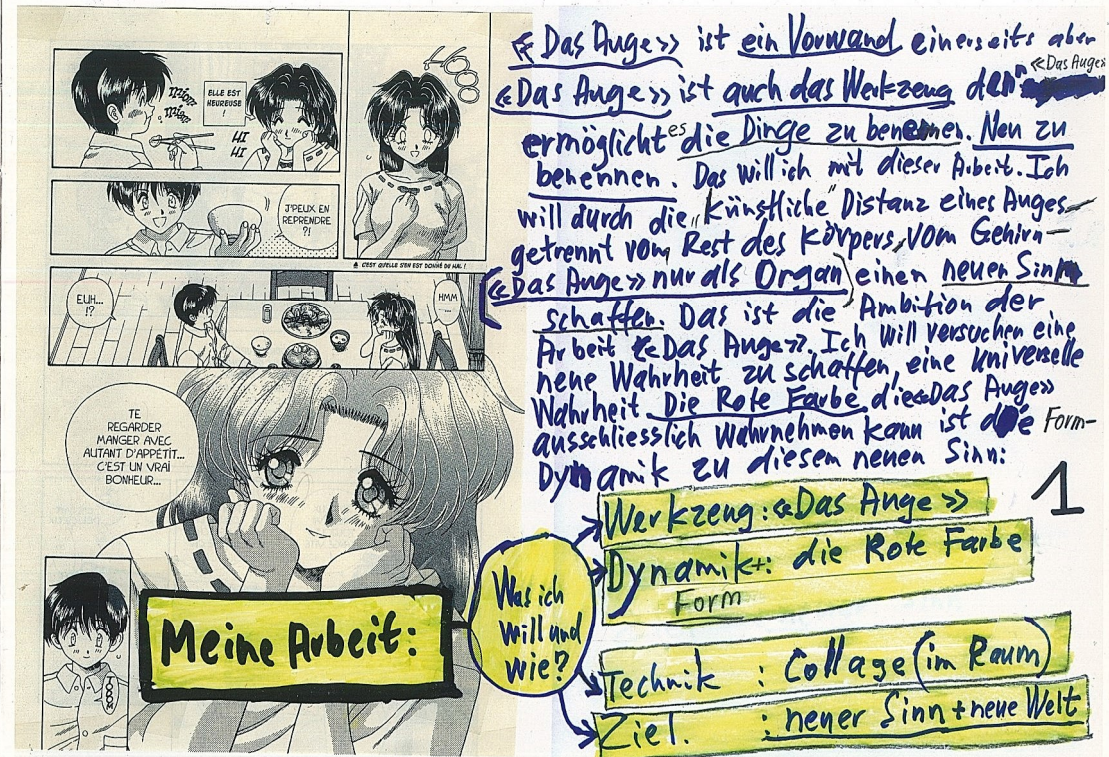 MIOM MIOM
ELLE EST
HEUREUSE
!
HI
HI
J'PEUX EN
REPRENDRE
?!
▲ C'EST QU'ELLE S'EN EST DONNÉ DU MAL !
EUH...
!?
HMM
...
TE
REGARDER
MANGER AVEC
AUTANT D'APPÉTIT...
C'EST UN VRAI
BONHEUR...
«Das Auge» ist ein Vorwand einerseits aber
«Das Auge» ist auch das Werkzeug denn «Das Auge»
ermöglicht es die Dinge zu benennen. Neu zu
benennen. Das will ich mit dieser Arbeit. Ich
will durch die „künstliche" Distanz eines Auges
getrennt vom Rest des Körpers, vom Gehirn –
(«Das Auge» nur als Organ) einen neuen Sinn
schaffen. Das ist die Ambition der
Arbeit «Das Auge». Ich will versuchen eine
neue Wahrheit zu schaffen, eine universelle
Wahrheit. Die Rote Farbe die «Das Auge»
ausschliesslich wahrnehmen kann ist die Form-
Dynamik zu diesem neuen Sinn:
1
Meine Arbeit:
Was ich
will und
wie?
Werkzeug: «Das Auge»
Dynamik+: die Rote Farbe
Form
Technik : Collage (im Raum)
Ziel. : neuer Sinn + neue Welt